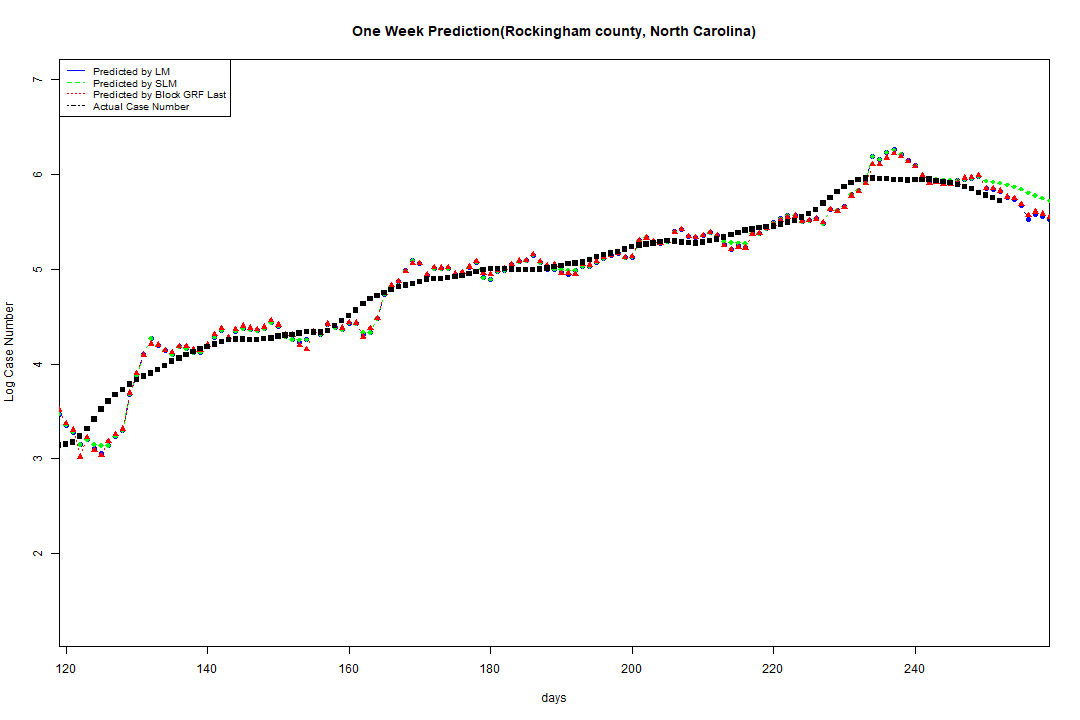 One Week Prediction(Rockingham county, North Carolina)
Predicted by LM
Predicted by SLM
Predicted by Block GRF Last
Actual Case Number
7
6
5
4
3
2
Log Case Number
120 140 160 180 200 220 240
days